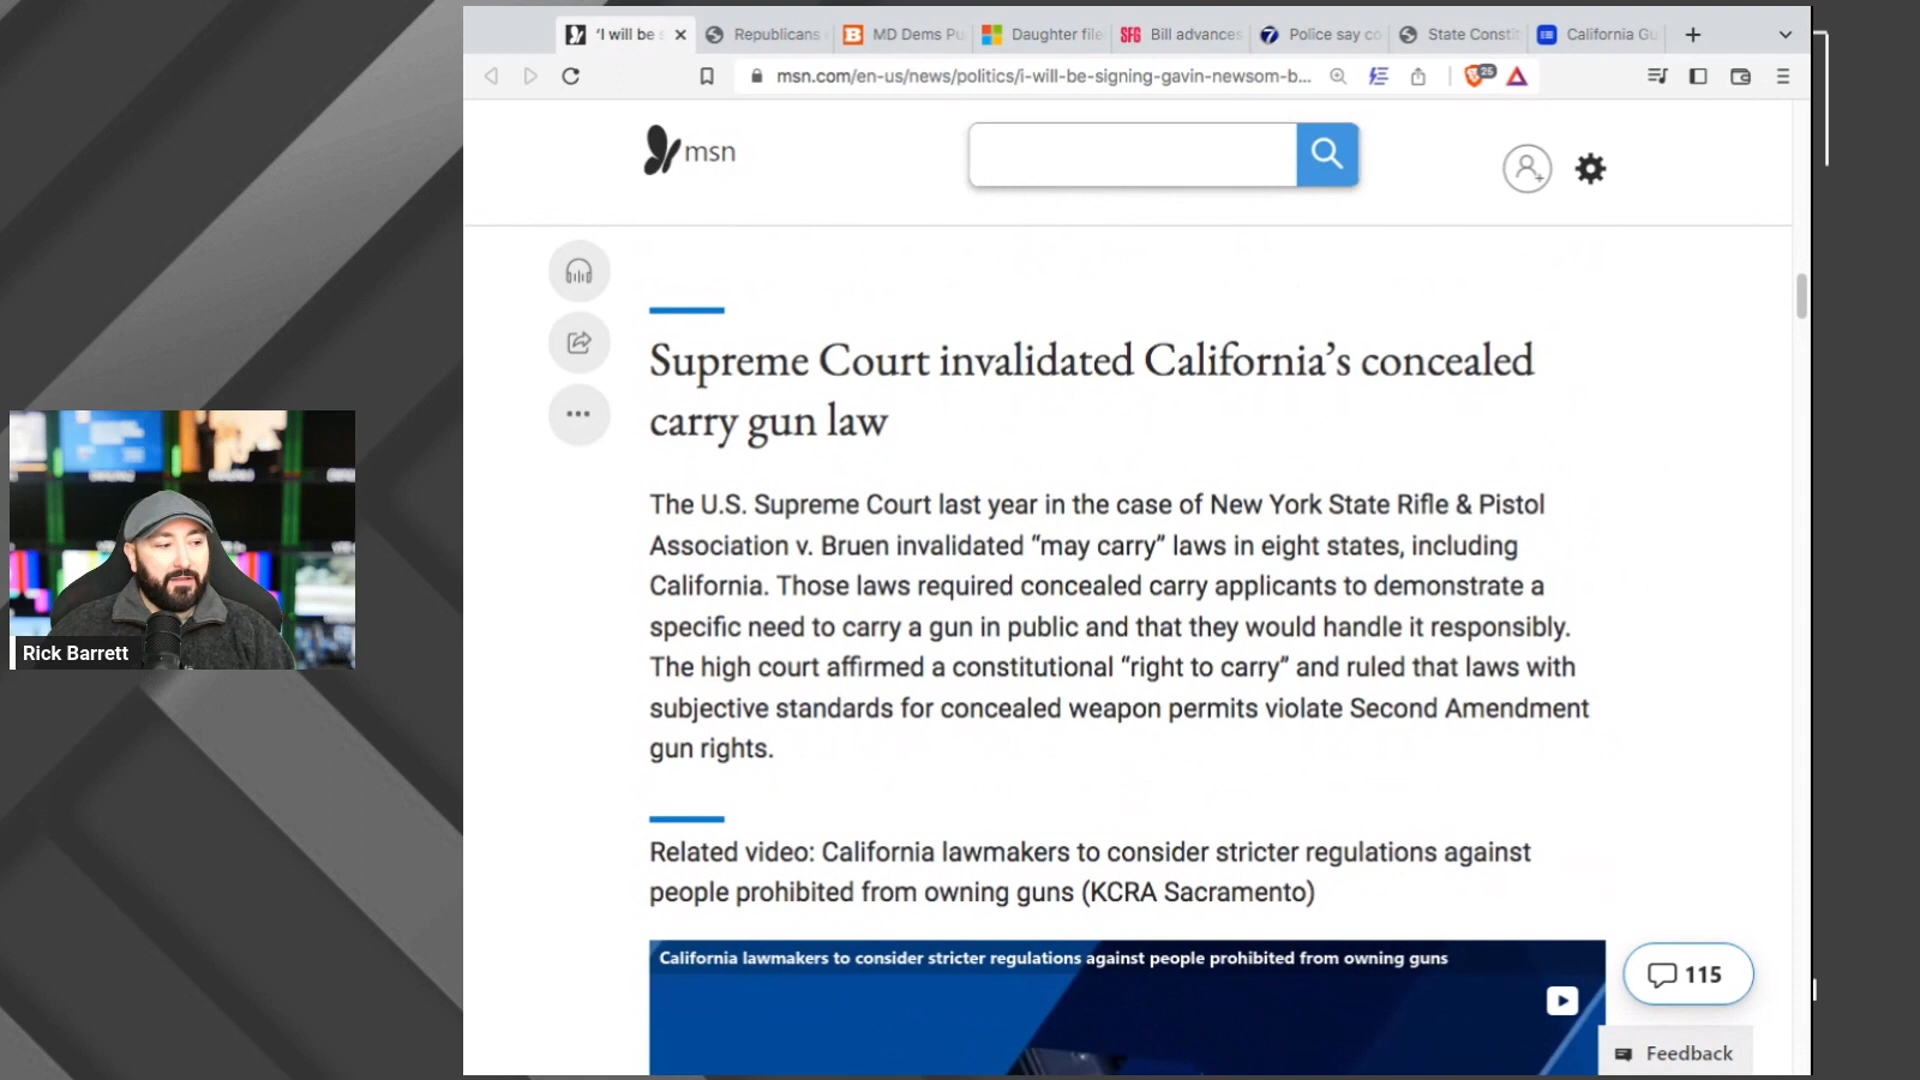 'I will be s
Republicans
MD Dems Pu
Daughter file
SFG
Bill advances
Police say co
State Constit
California Gu
msn.com/en-us/news/politics/i-will-be-signing-gavin-newsom-b...
25
msn
Supreme Court invalidated California's concealed
carry gun law
The U.S. Supreme Court last year in the case of New York State Rifle & Pistol
Association v. Bruen invalidated “may carry” laws in eight states, including
California. Those laws required concealed carry applicants to demonstrate a
specific need to carry a gun in public and that they would handle it responsibly.
The high court affirmed a constitutional “right to carry” and ruled that laws with
subjective standards for concealed weapon permits violate Second Amendment
gun rights.
Rick Barrett
Related video: California lawmakers to consider stricter regulations against
people prohibited from owning guns (KCRA Sacramento)
California lawmakers to consider stricter regulations against people prohibited from owning guns
115
Feedback